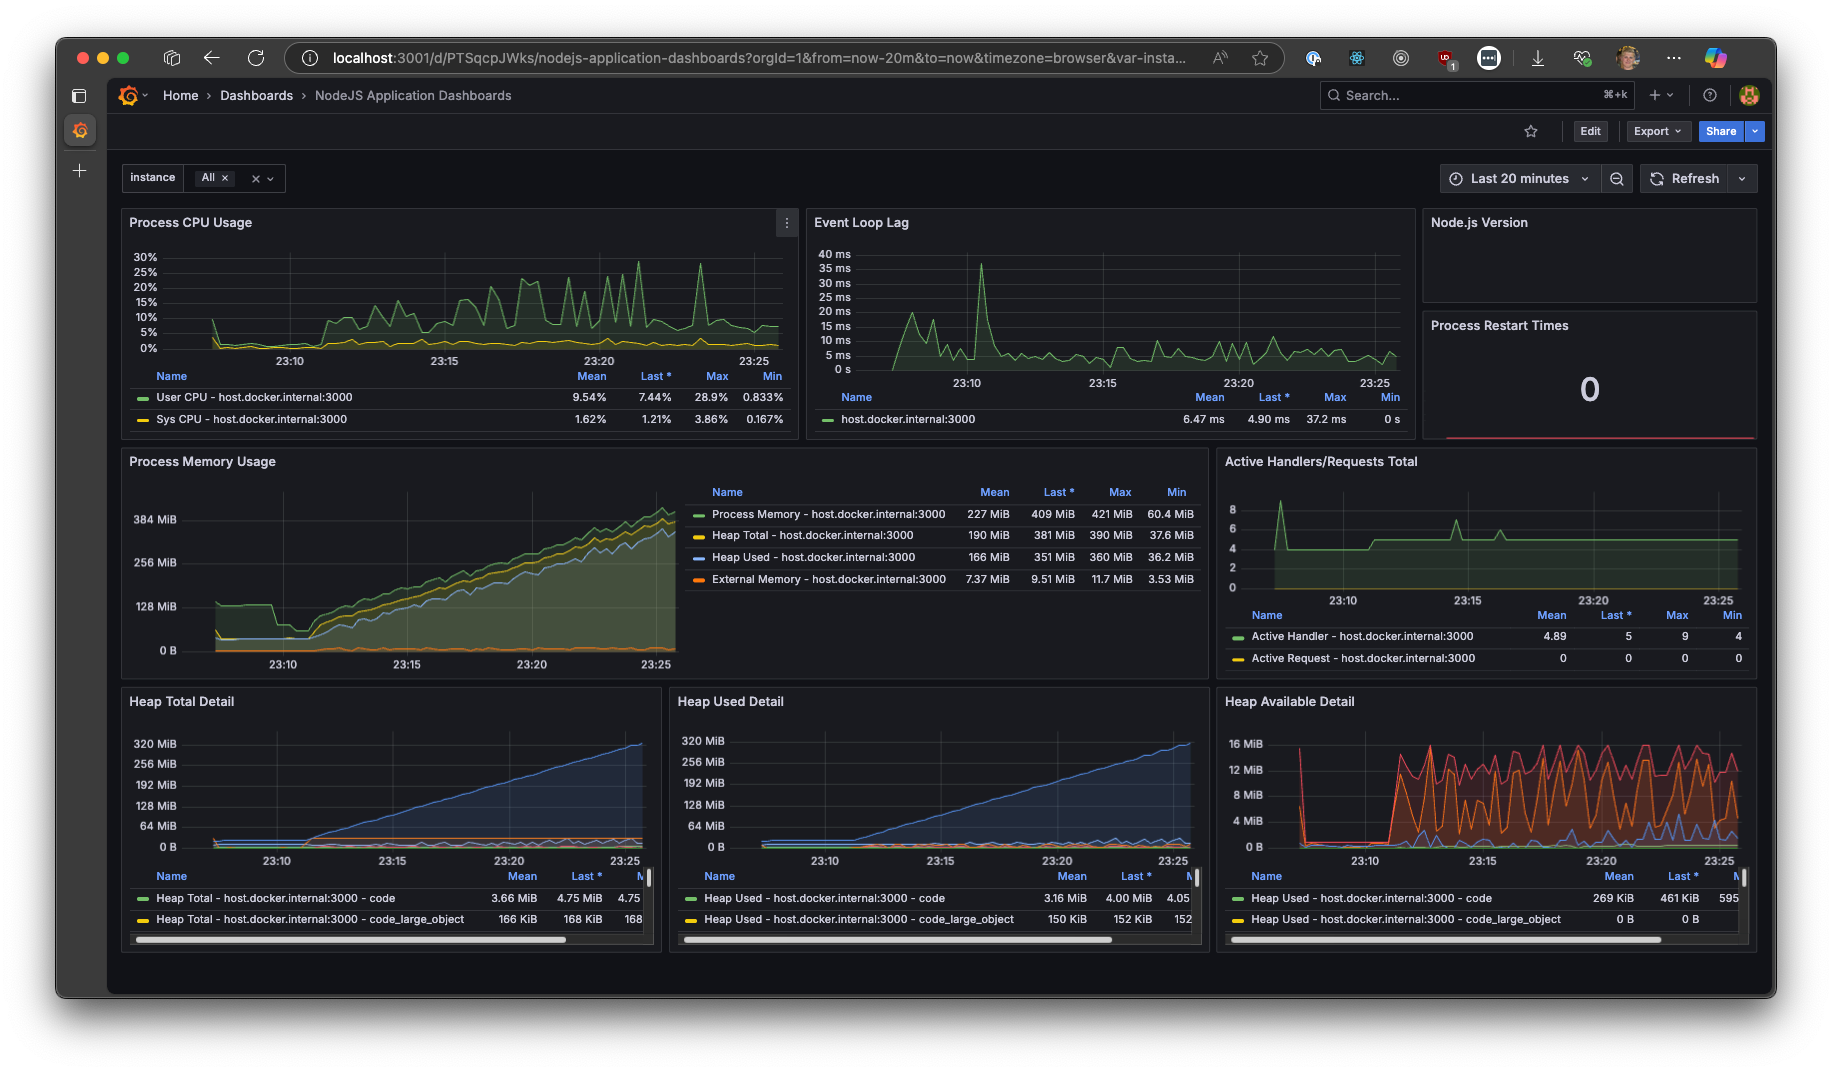 localhost:3001/d/PTSqcpJWks/nodejs-application-dashboards?orgId=1&from=now-20m&to=now&timezone=browser&var-insta...
1
Home › Dashboards › NodeJS Application Dashboards
Search...
⌘+k
Edit
Export
Share
instance
All ×
Last 20 minutes
Refresh
Process CPU Usage
30%
25%
20%
15%
10%
5%
0%
23:10 23:15 23:20 23:25
Name Mean Last * Max Min
User CPU - host.docker.internal:3000 9.54% 7.44% 28.9% 0.833%
Sys CPU - host.docker.internal:3000 1.62% 1.21% 3.86% 0.167%
Event Loop Lag
40 ms
35 ms
30 ms
25 ms
20 ms
15 ms
10 ms
5 ms
0 s
23:10 23:15 23:20 23:25
Name Mean Last * Max Min
host.docker.internal:3000 6.47 ms 4.90 ms 37.2 ms 0 s
Node.js Version
Process Restart Times
0
Process Memory Usage
384 MiB
256 MiB
128 MiB
0 B
23:10 23:15 23:20 23:25
Name Mean Last * Max Min
Process Memory - host.docker.internal:3000 227 MiB 409 MiB 421 MiB 60.4 MiB
Heap Total - host.docker.internal:3000 190 MiB 381 MiB 390 MiB 37.6 MiB
Heap Used - host.docker.internal:3000 166 MiB 351 MiB 360 MiB 36.2 MiB
External Memory - host.docker.internal:3000 7.37 MiB 9.51 MiB 11.7 MiB 3.53 MiB
Active Handlers/Requests Total
8
6
4
2
0
23:10 23:15 23:20 23:25
Name Mean Last * Max Min
Active Handler - host.docker.internal:3000 4.89 5 9 4
Active Request - host.docker.internal:3000 0 0 0 0
Heap Total Detail
320 MiB
256 MiB
192 MiB
128 MiB
64 MiB
0 B
23:10 23:15 23:20 23:25
Name Mean Last * M
Heap Total - host.docker.internal:3000 - code 3.66 MiB 4.75 MiB 4.75
Heap Total - host.docker.internal:3000 - code_large_object 166 KiB 168 KiB 168
Heap Used Detail
320 MiB
256 MiB
192 MiB
128 MiB
64 MiB
0 B
23:10 23:15 23:20 23:25
Name Mean Last * M
Heap Used - host.docker.internal:3000 - code 3.16 MiB 4.00 MiB 4.05
Heap Used - host.docker.internal:3000 - code_large_object 150 KiB 152 KiB 152
Heap Available Detail
16 MiB
12 MiB
8 MiB
4 MiB
0 B
23:10 23:15 23:20 23:25
Name Mean Last * M
Heap Used - host.docker.internal:3000 - code 269 KiB 461 KiB 595
Heap Used - host.docker.internal:3000 - code_large_object 0 B 0 B